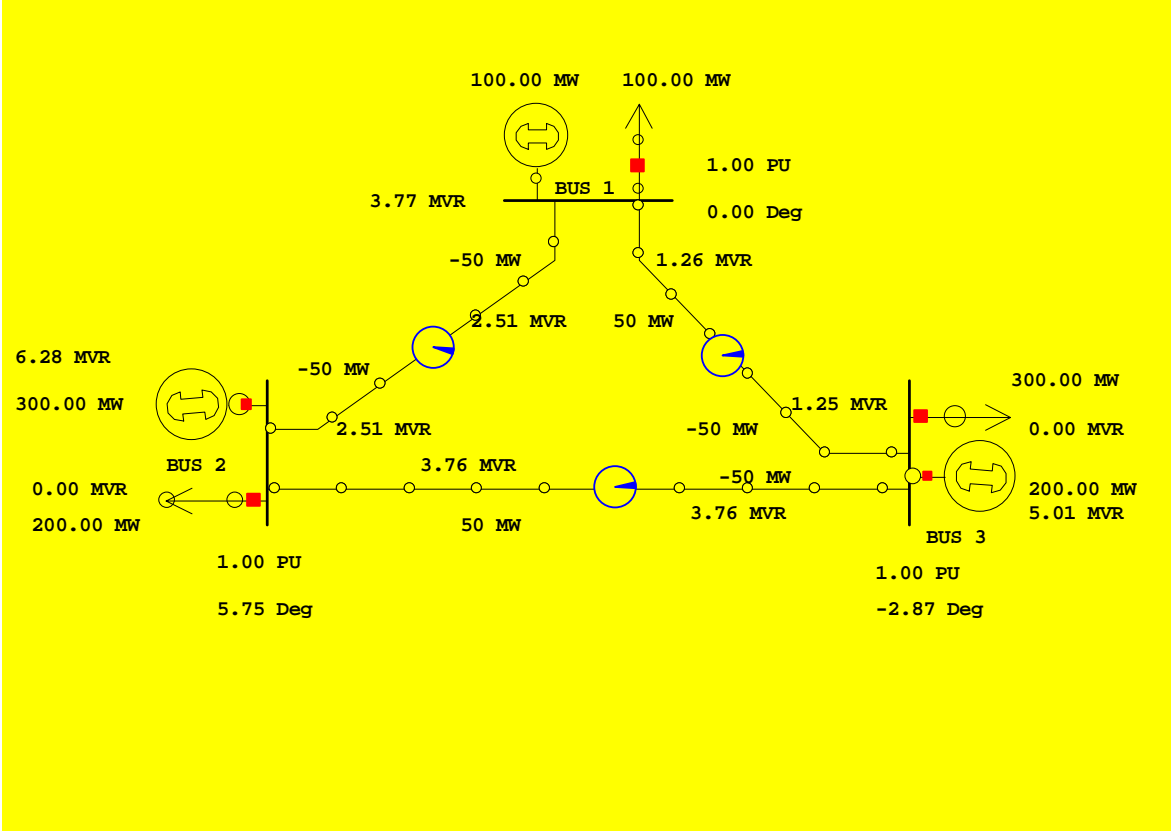 100.00 MW
100.00 MW
1.00 PU
BUS 1
3.77 MVR
0.00 Deg
-50 MW
1.26 MVR
2.51 MVR
50 MW
6.28 MVR
-50 MW
300.00 MW
300.00 MW
1.25 MVR
2.51 MVR
-50 MW
0.00 MVR
BUS 2
3.76 MVR
-50 MW
0.00 MVR
200.00 MW
200.00 MW
3.76 MVR
5.01 MVR
50 MW
BUS 3
1.00 PU
1.00 PU
5.75 Deg
-2.87 Deg